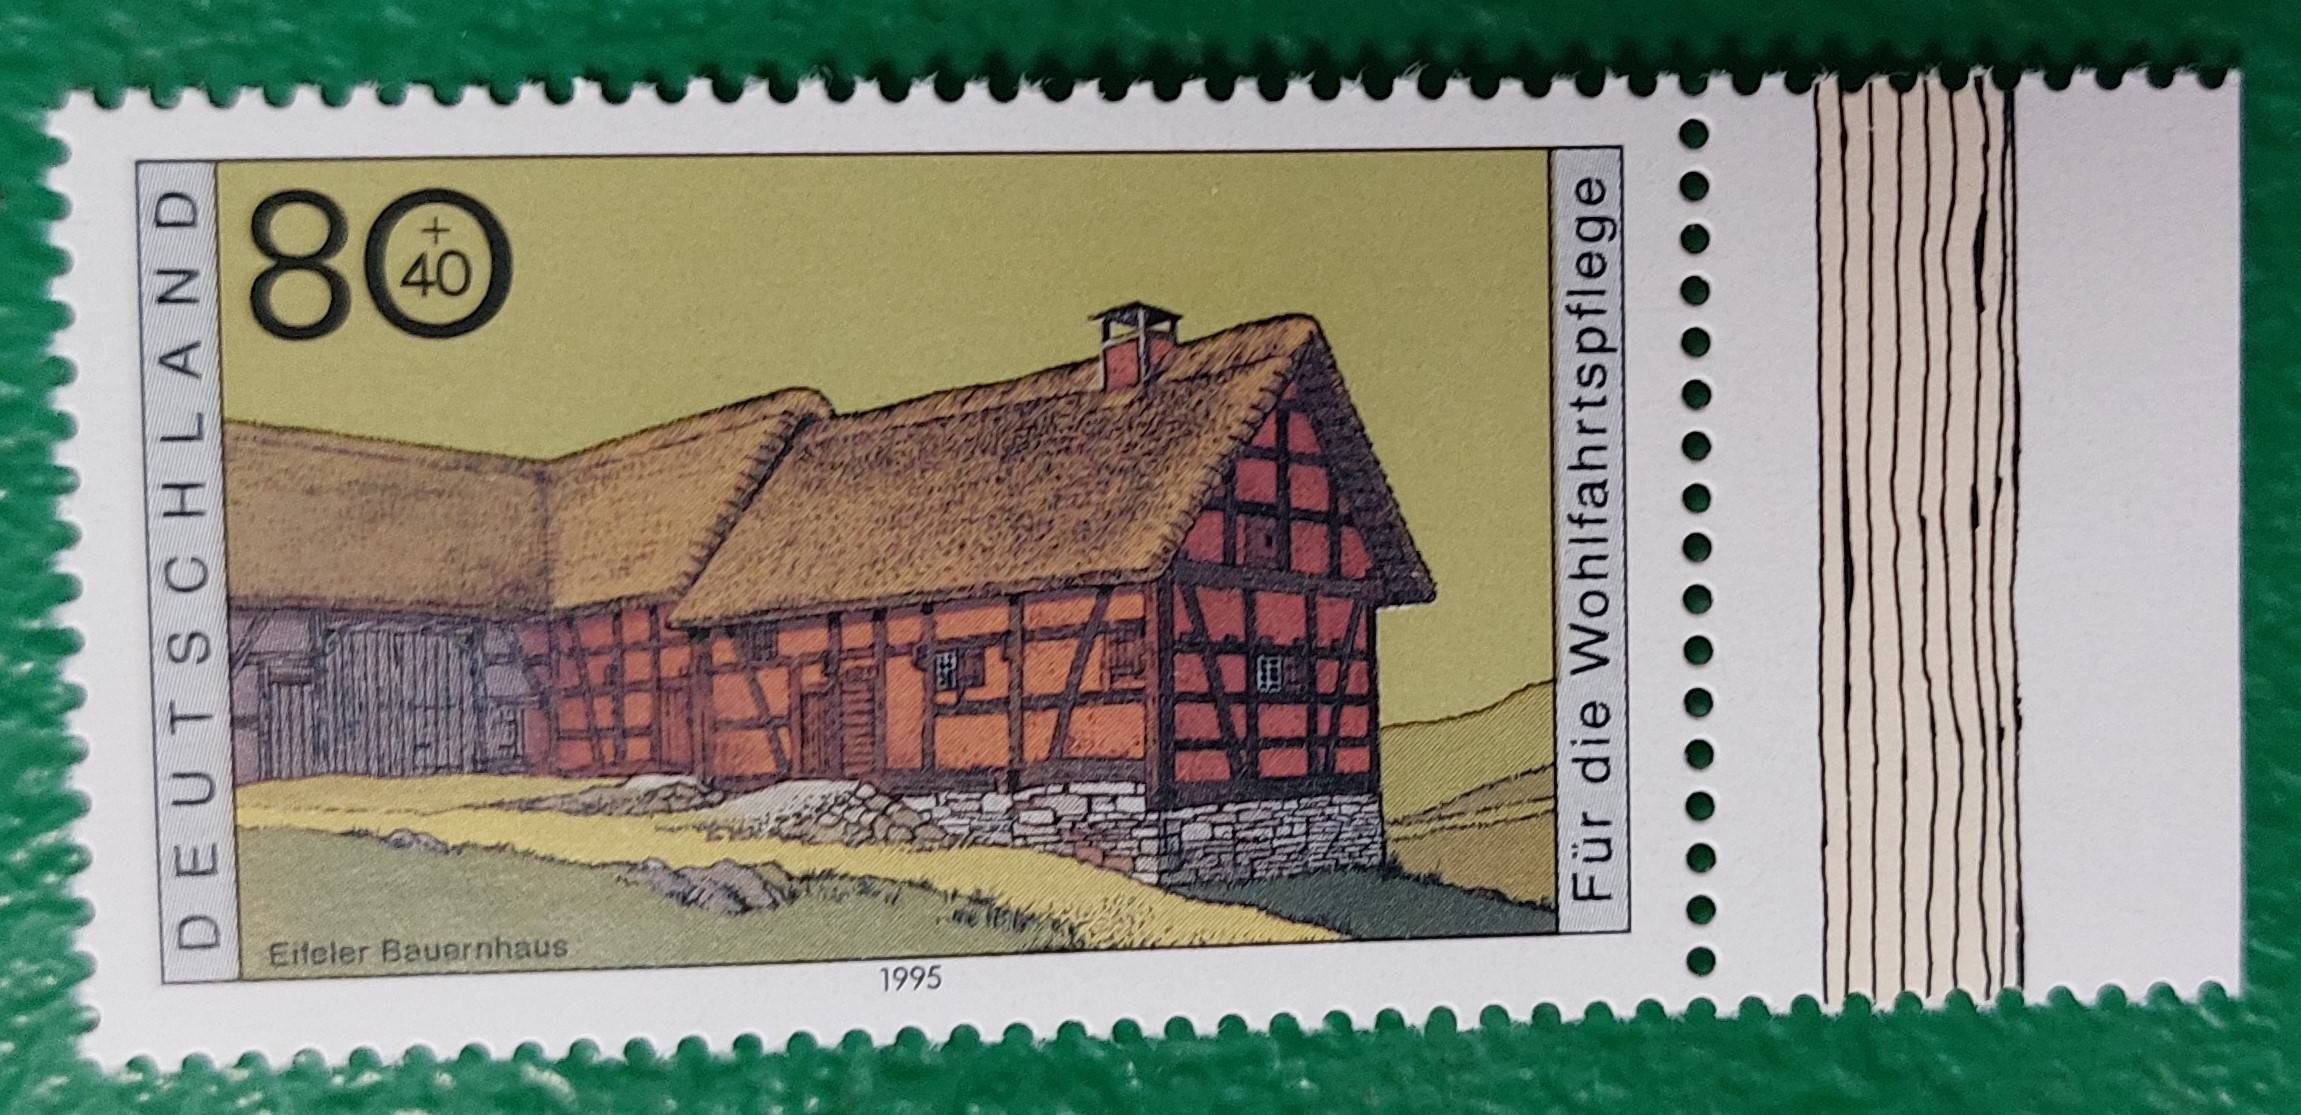 DEUTSCHLAND
80
+
40
Für die Wohlfahrtspflege
Eifeler Bauernhaus
1995